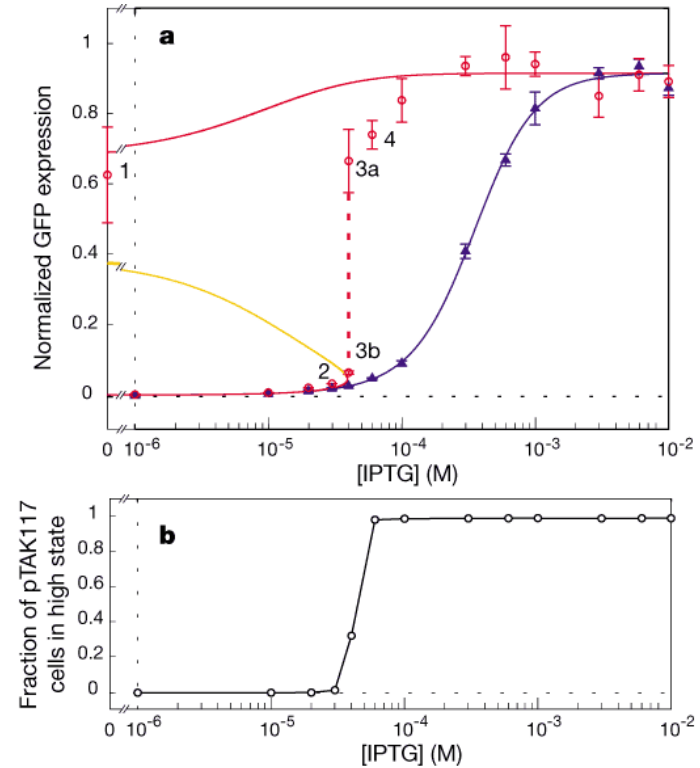 a
Normalized GFP expression
1
0.8
0.6
0.4
0.2
0
1
2
3a
3b
4
0 10⁻⁶ 10⁻⁵ 10⁻⁴ 10⁻³ 10⁻²
[IPTG] (M)
b
Fraction of pTAK117
cells in high state
1
0.8
0.6
0.4
0.2
0
0 10⁻⁶ 10⁻⁵ 10⁻⁴ 10⁻³ 10⁻²
[IPTG] (M)